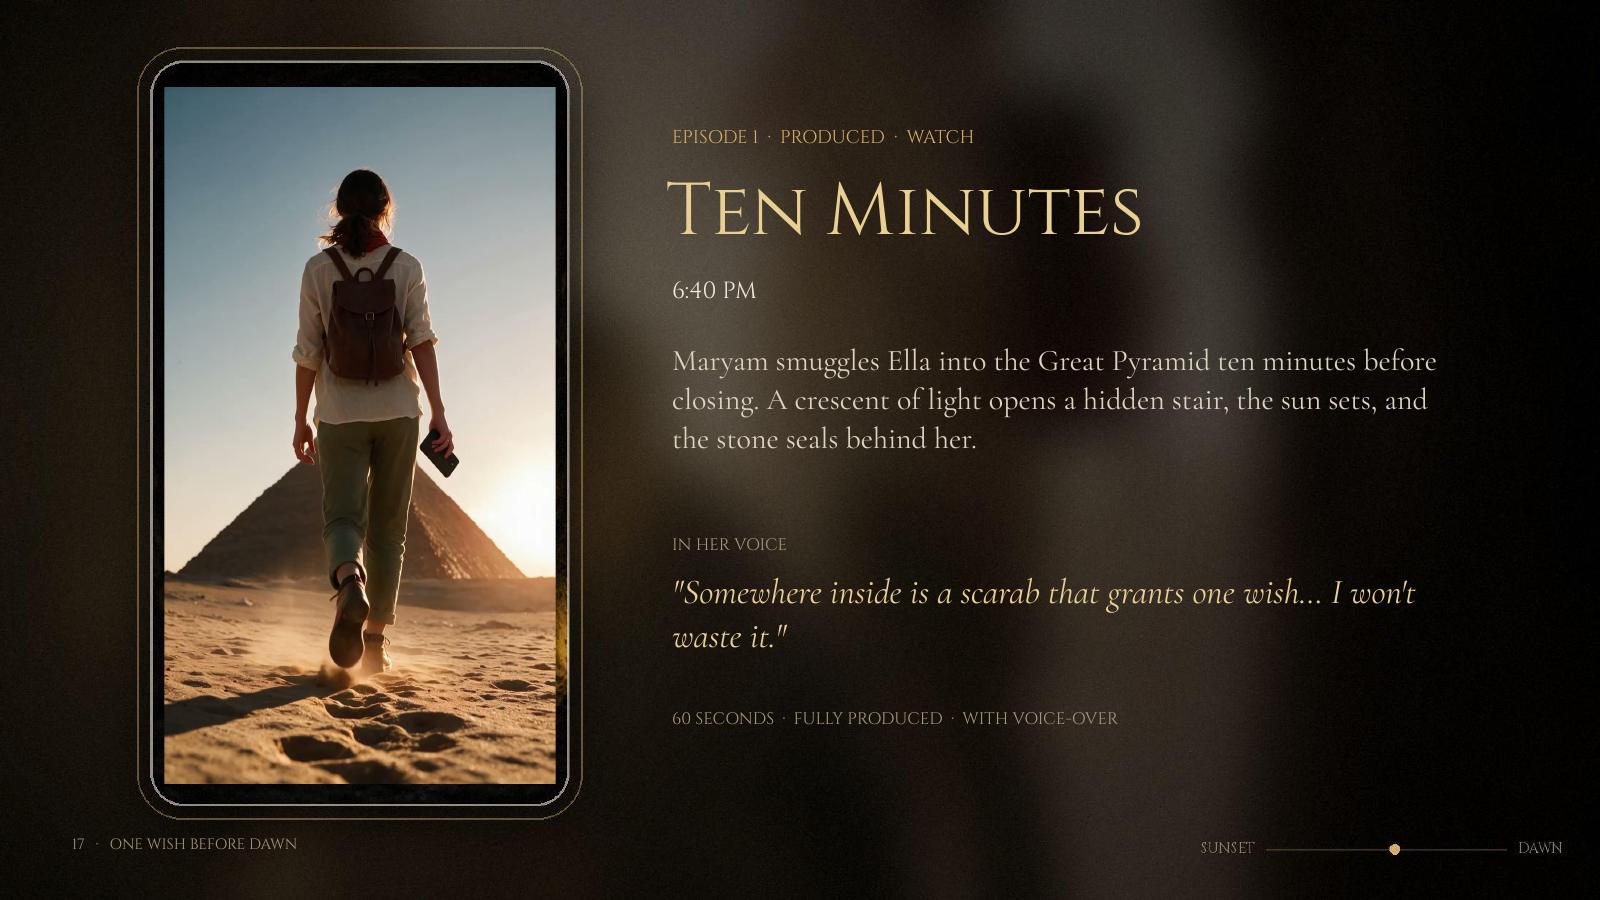 EPISODE 1 · PRODUCED · WATCH
TEN MINUTES
6:40 PM
Maryam smuggles Ella into the Great Pyramid ten minutes before
closing. A crescent of light opens a hidden stair, the sun sets, and
the stone seals behind her.
IN HER VOICE
"Somewhere inside is a scarab that grants one wish... I won't
waste it."
60 SECONDS · FULLY PRODUCED · WITH VOICE-OVER
17 · ONE WISH BEFORE DAWN
SUNSET
DAWN